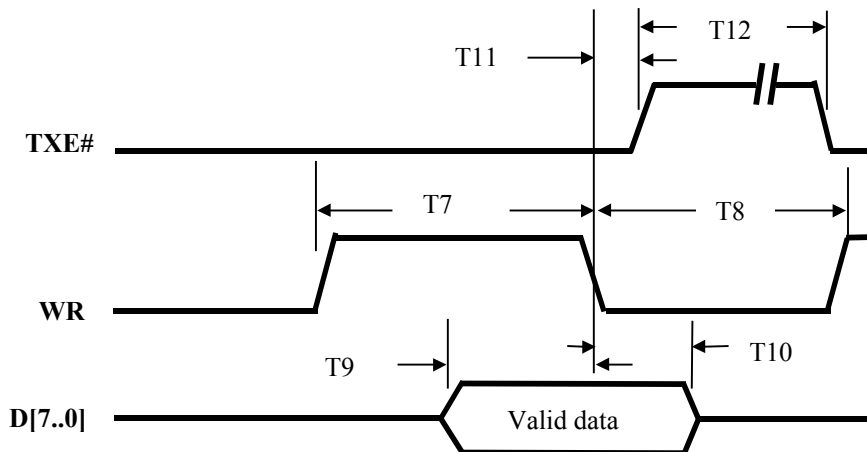 T12
T11
TXE#
T7
T8
WR
T9
T10
D[7..0]
Valid data